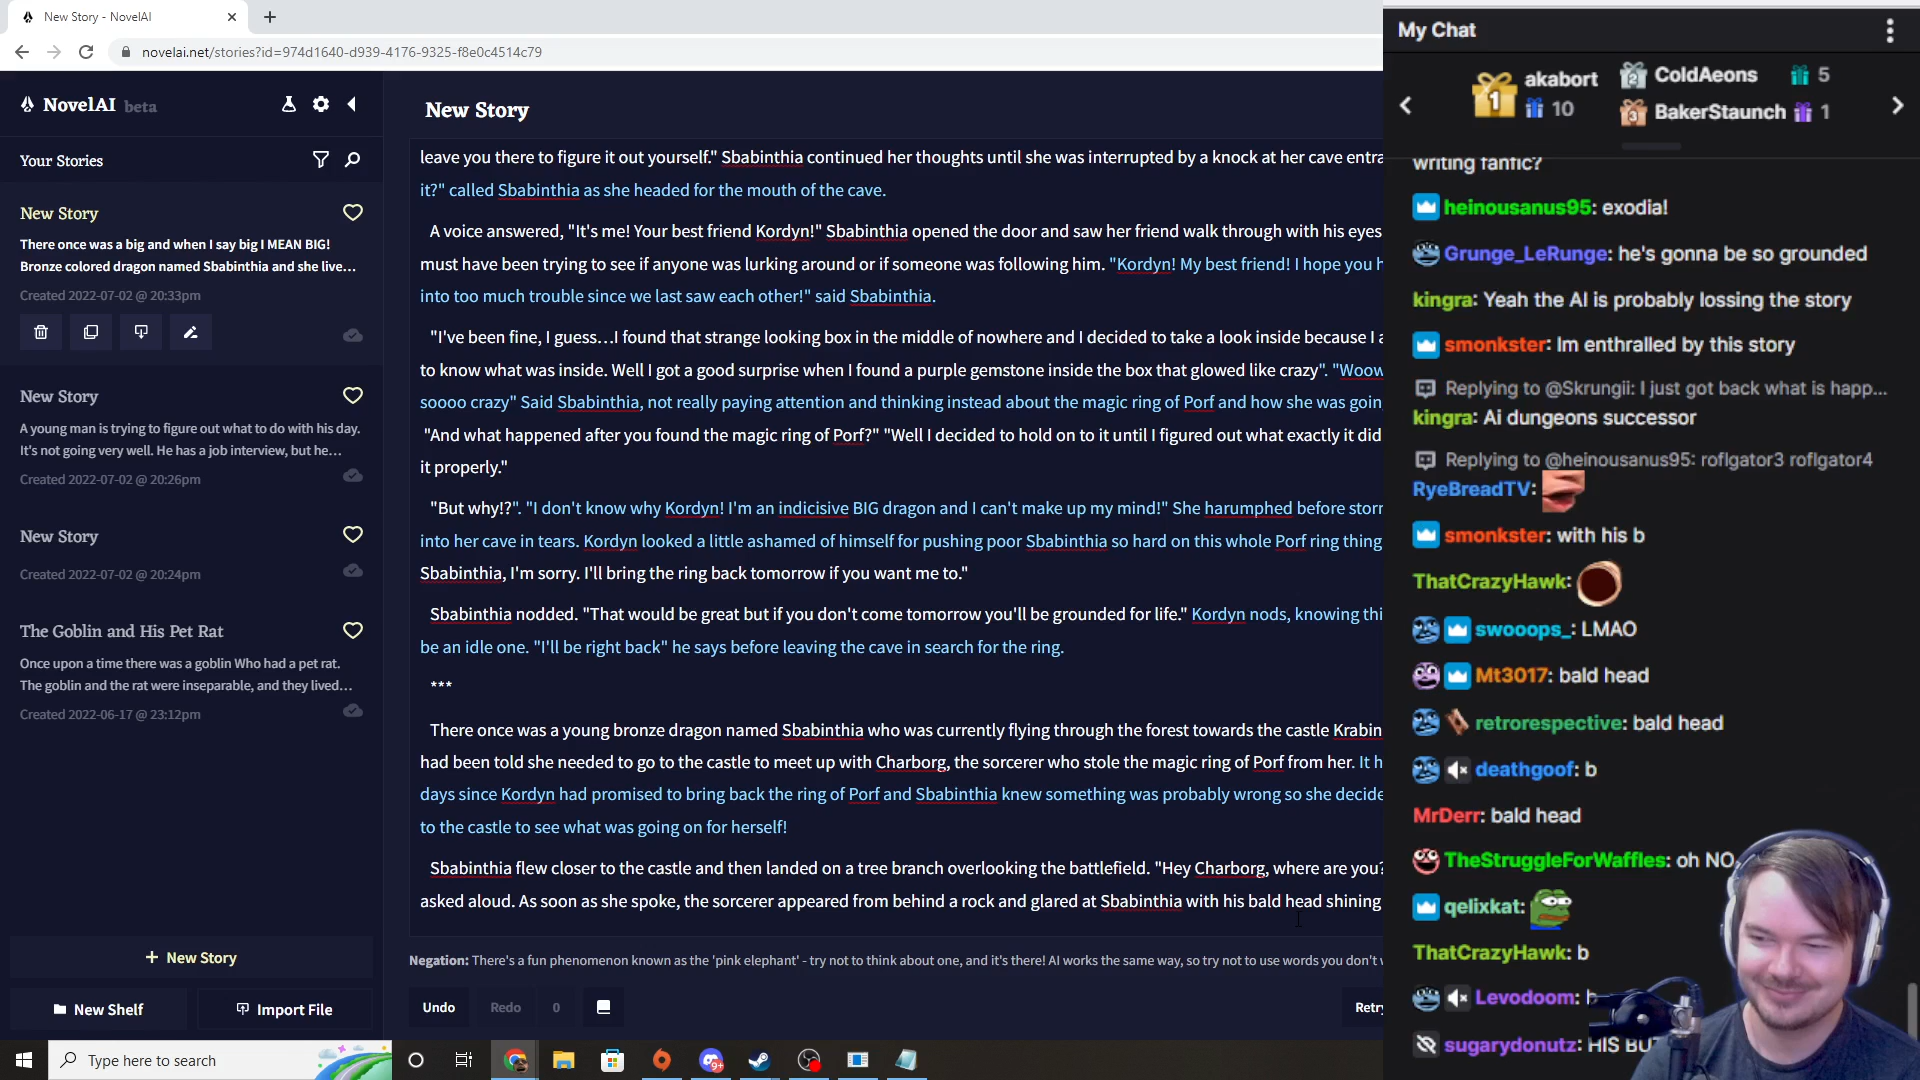 New Story - NovelAI
novelai.net/stories?id=974d1640-d939-4176-9325-f8e0c4514c79
NovelAI beta
Your Stories
New Story
There once was a big and when I say big I MEAN BIG!
Bronze colored dragon named Sbabinthia and she live...
Created 2022-07-02 @ 20:33pm
New Story
A young man is trying to figure out what to do with his day.
It's not going very well. He has a job interview, but he...
Created 2022-07-02 @ 20:26pm
New Story
Created 2022-07-02 @ 20:24pm
The Goblin and His Pet Rat
Once upon a time there was a goblin Who had a pet rat.
The goblin and the rat were inseparable, and they lived...
Created 2022-06-17 @ 23:12pm
+ New Story
New Shelf
Import File
New Story
leave you there to figure it out yourself." Sbabinthia continued her thoughts until she was interrupted by a knock at her cave entra
it?" called Sbabinthia as she headed for the mouth of the cave.
A voice answered, "It's me! Your best friend Kordyn!" Sbabinthia opened the door and saw her friend walk through with his eyes
must have been trying to see if anyone was lurking around or if someone was following him. "Kordyn! My best friend! I hope you h
into too much trouble since we last saw each other!" said Sbabinthia.
"I've been fine, I guess…I found that strange looking box in the middle of nowhere and I decided to take a look inside because I
to know what was inside. Well I got a good surprise when I found a purple gemstone inside the box that glowed like crazy". "Woow
soooo crazy" Said Sbabinthia, not really paying attention and thinking instead about the magic ring of Porf and how she was goin
"And what happened after you found the magic ring of Porf?" "Well I decided to hold on to it until I figured out what exactly it did
it properly."
"But why!?". "I don't know why Kordyn! I'm an indicisive BIG dragon and I can't make up my mind!" She harumphed before storr
into her cave in tears. Kordyn looked a little ashamed of himself for pushing poor Sbabinthia so hard on this whole Porf ring thing
Sbabinthia, I'm sorry. I'll bring the ring back tomorrow if you want me to."
Sbabinthia nodded. "That would be great but if you don't come tomorrow you'll be grounded for life." Kordyn nods, knowing thi
be an idle one. "I'll be right back" he says before leaving the cave in search for the ring.
***
There once was a young bronze dragon named Sbabinthia who was currently flying through the forest towards the castle Krabin
had been told she needed to go to the castle to meet up with Charborg, the sorcerer who stole the magic ring of Porf from her. It h
days since Kordyn had promised to bring back the ring of Porf and Sbabinthia knew something was probably wrong so she decide
to the castle to see what was going on for herself!
Sbabinthia flew closer to the castle and then landed on a tree branch overlooking the battlefield. "Hey Charborg, where are you?
asked aloud. As soon as she spoke, the sorcerer appeared from behind a rock and glared at Sbabinthia with his bald head shining
Negation: There's a fun phenomenon known as the 'pink elephant' - try not to think about one, and it's there! AI works the same way, so try not to use words you don't
Undo Redo 0
Retry
Type here to search
9+
My Chat
1 akabort 10
2 ColdAeons 5
3 BakerStaunch 1
writing fanfic?
heinousanus95: exodia!
Grunge_LeRunge: he's gonna be so grounded
kingra: Yeah the AI is probably lossing the story
smonkster: Im enthralled by this story
Replying to @Skrungii: I just got back what is happ...
kingra: Ai dungeons successor
Replying to @heinousanus95: roflgator3 roflgator4
RyeBreadTV:
smonkster: with his b
ThatCrazyHawk:
swooops_: LMAO
Mt3017: bald head
retrorespective: bald head
deathgoof: b
MrDerr: bald head
TheStruggleForWaffles: oh NO
qelixkat:
ThatCrazyHawk: b
Levodoom: b
sugarydonutz: HIS BU